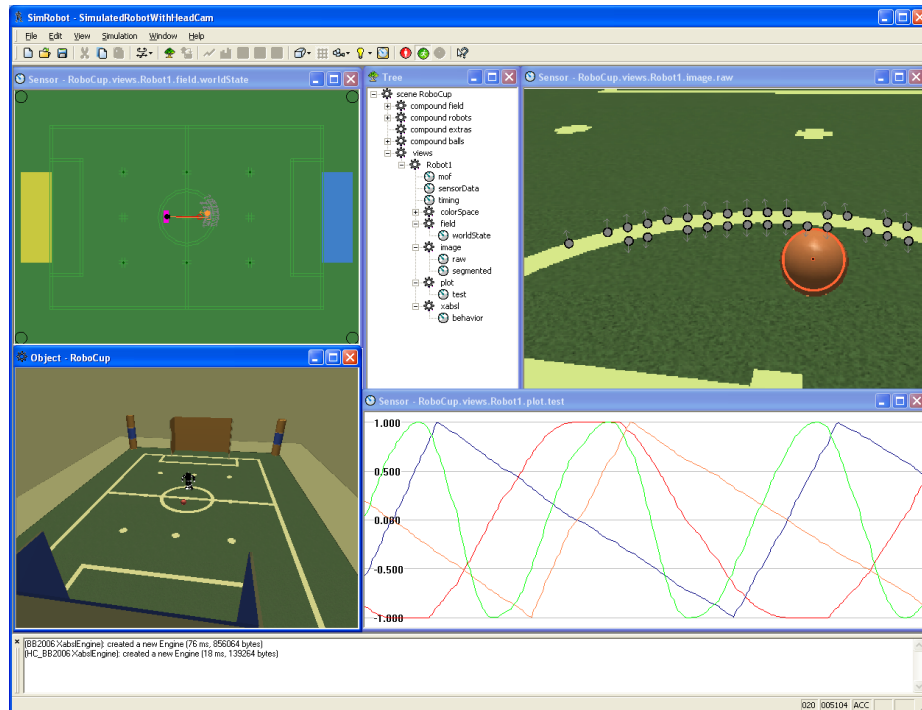 SimRobot - SimulatedRobotWithHeadCam
File Edit View Simulation Window Help
Sensor - RoboCup.views.Robot1.field.worldState
Tree
scene RoboCup
compound field
compound robots
compound extras
compound balls
views
Robot1
mof
sensorData
timing
colorSpace
field
worldState
image
raw
segmented
plot
test
xabsl
behavior
Sensor - RoboCup.views.Robot1.image.raw
Object - RoboCup
Sensor - RoboCup.views.Robot1.plot.test
1.000
0.500
0.000
-0.500
-1.000
(BB2006 XabslEngine): created a new Engine (76 ms, 856064 bytes)
(HC_BB2006 XabslEngine): created a new Engine (18 ms, 139264 bytes)
020 005104 ACC